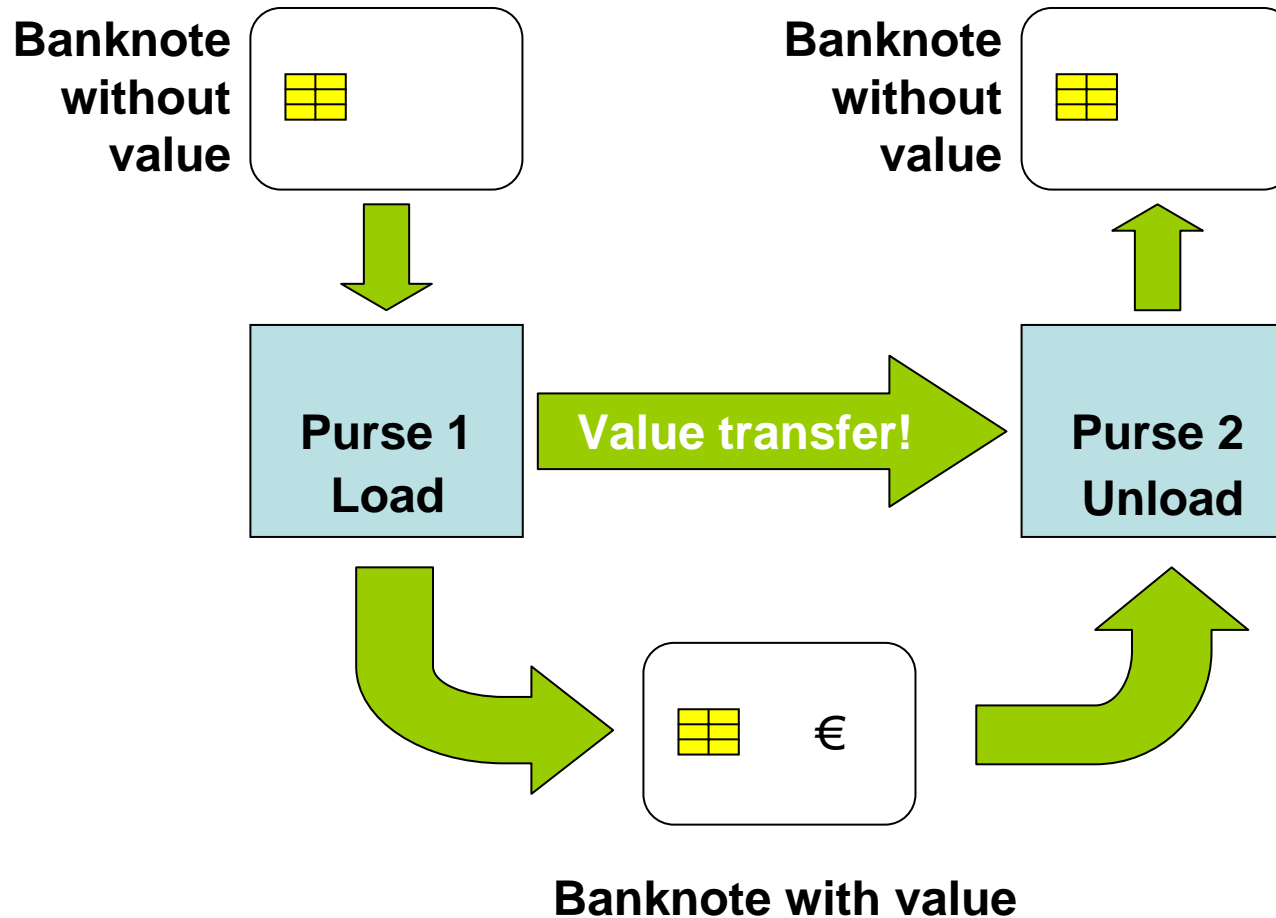 Banknote
without
value
Banknote
without
value
Purse 1
Load
Value transfer!
Purse 2
Unload
€
Banknote with value